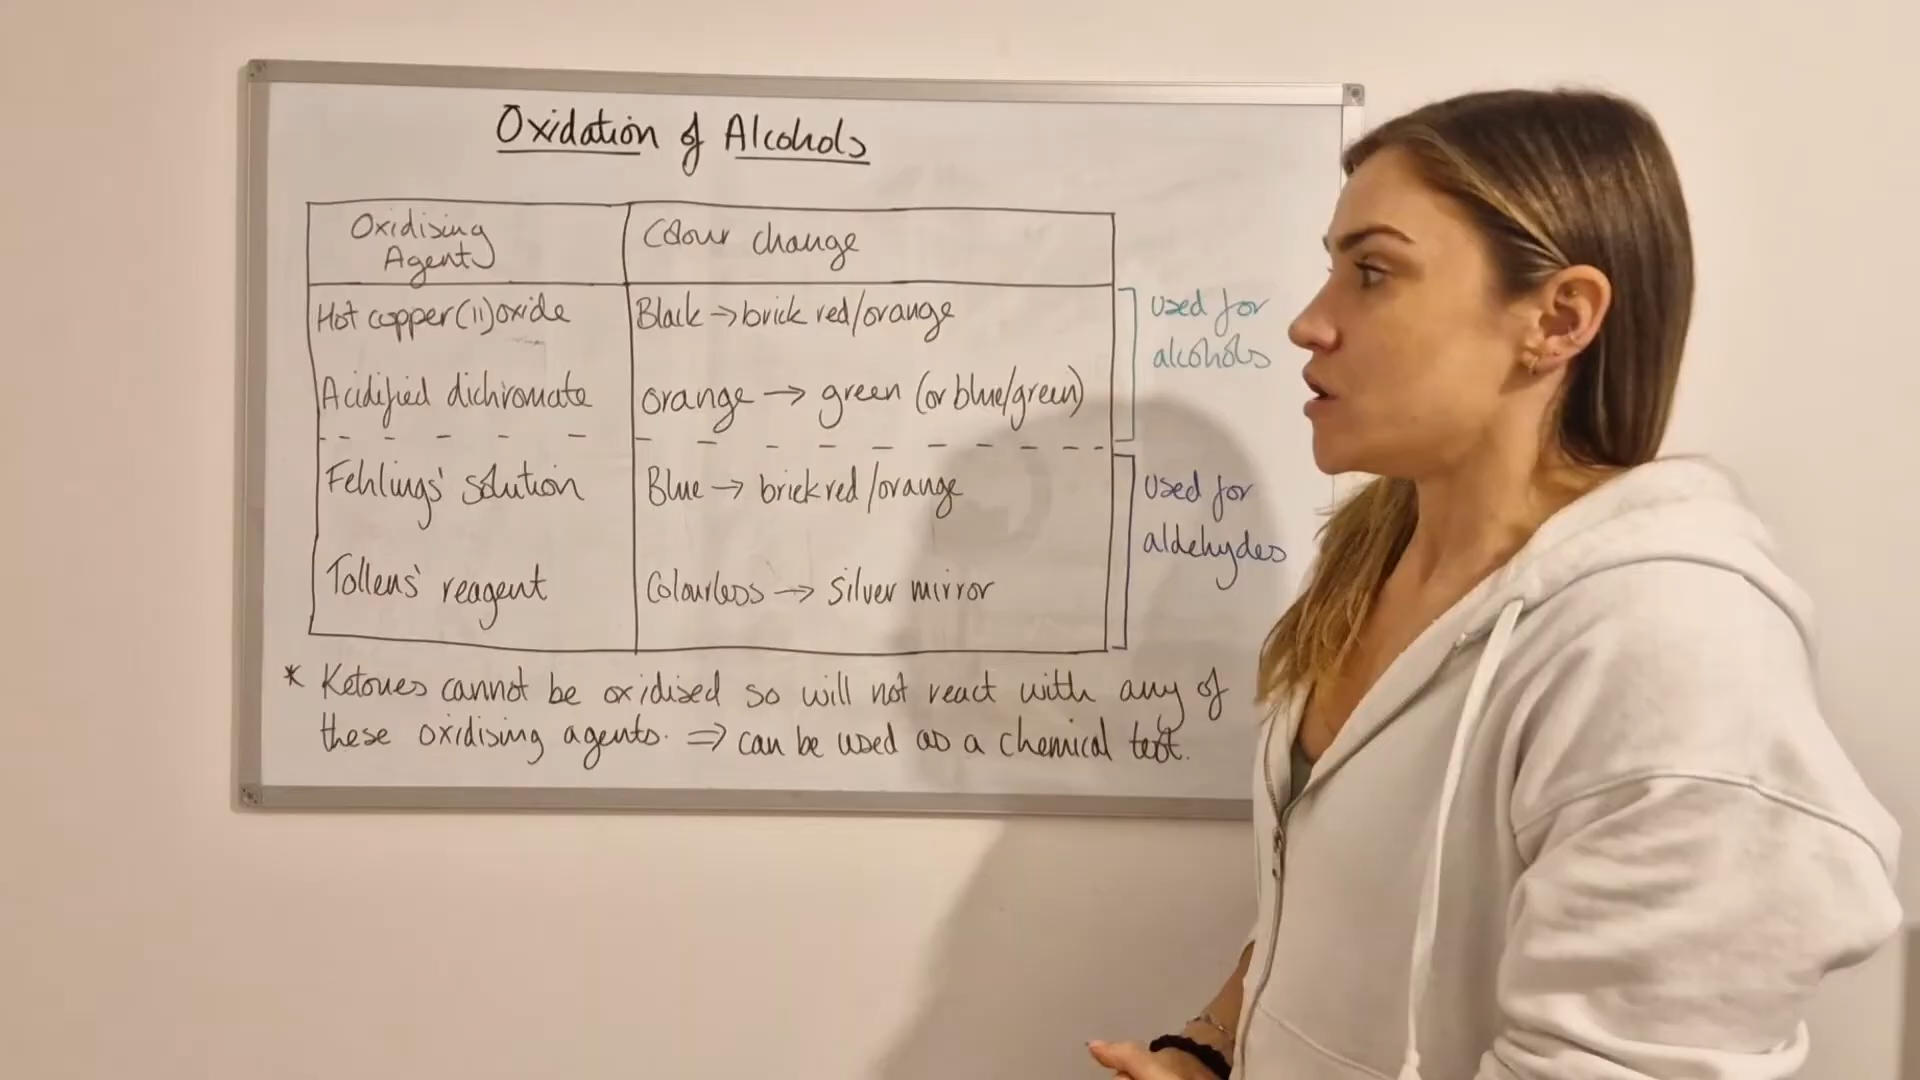 Oxidation of Alcohols
Oxidising
Agent
Colour change
Hot copper(II)oxide
Black → brick red/orange
used for
alcohols
Acidified dichromate
orange → green (or blue/green)
Fehlings' solution
Blue → brick red/orange
used for
aldehydes
Tollens' reagent
Colourless → silver mirror
* Ketones cannot be oxidised so will not react with any of
these oxidising agents. ⇒ can be used as a chemical test.